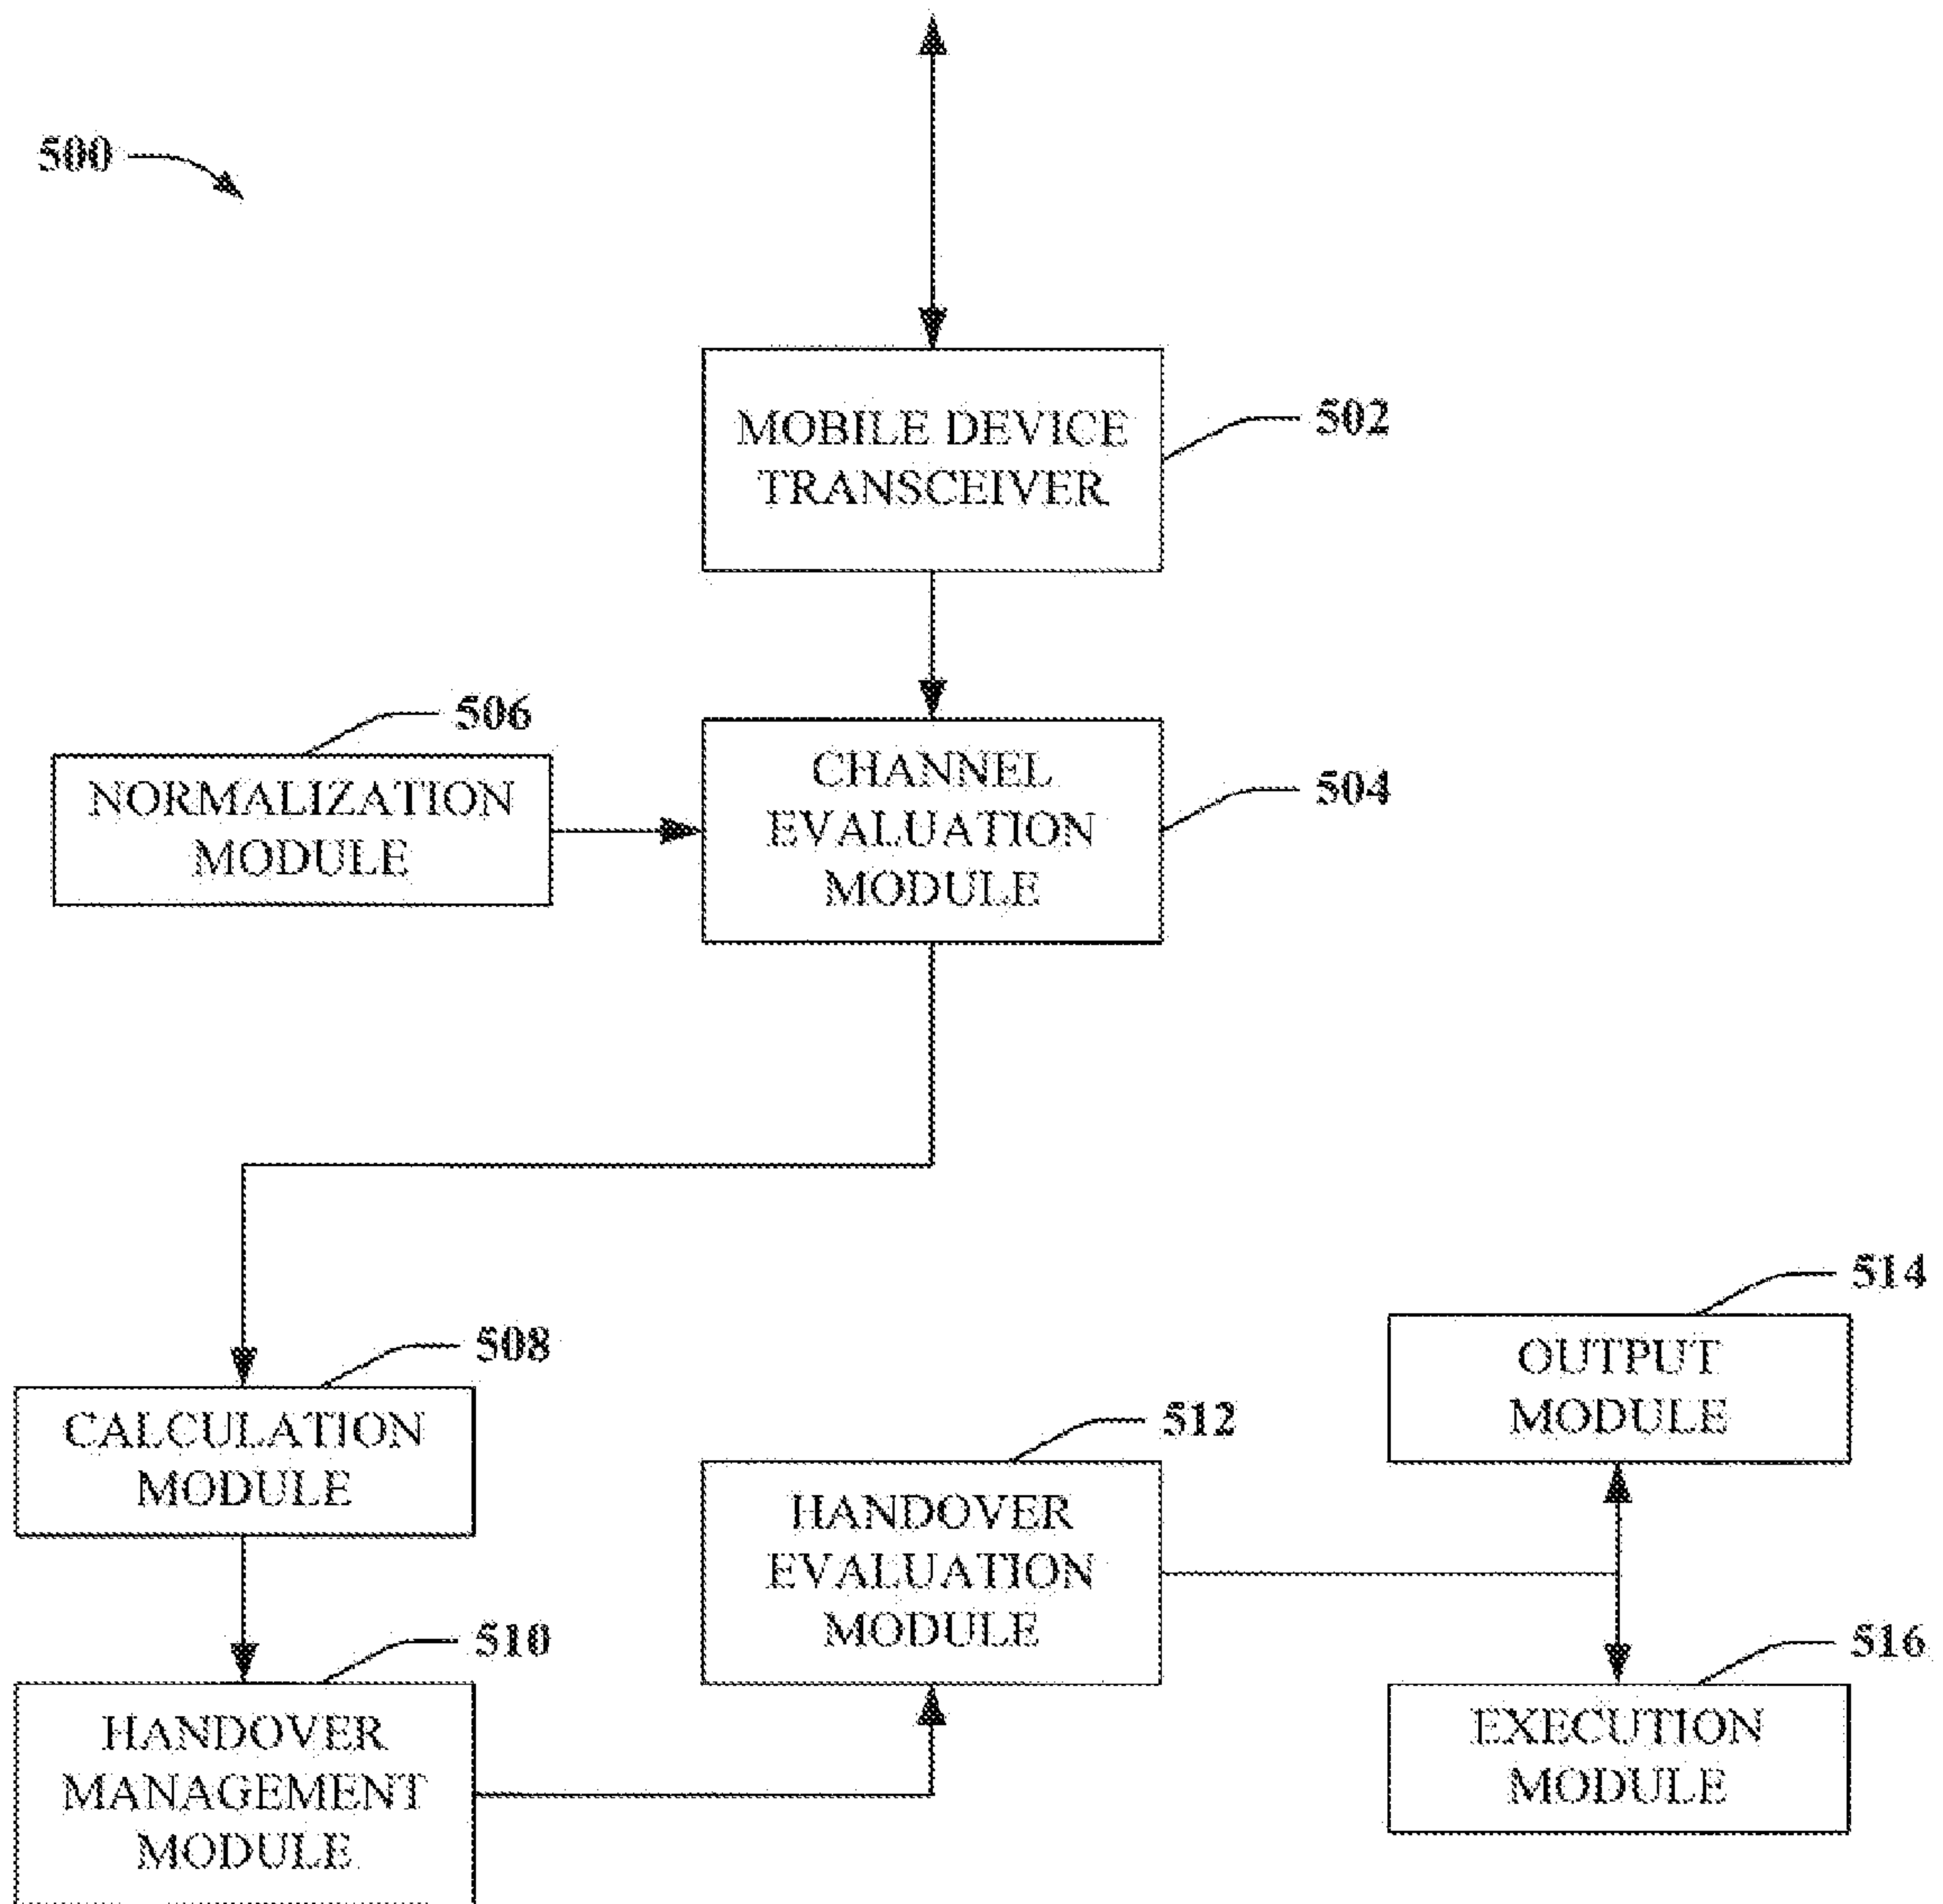 500
MOBILE DEVICE
TRANSCEIVER
502
506
NORMALIZATION
MODULE
CHANNEL
EVALUATION
MODULE
504
508
CALCULATION
MODULE
510
HANDOVER
MANAGEMENT
MODULE
512
HANDOVER
EVALUATION
MODULE
514
OUTPUT
MODULE
516
EXECUTION
MODULE